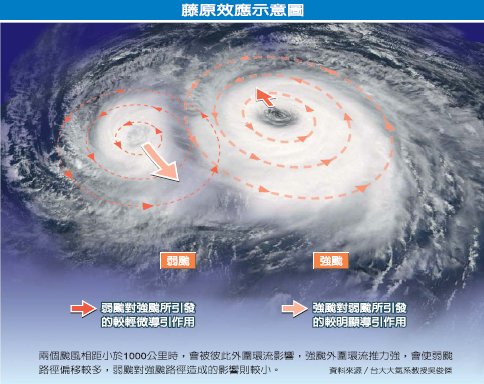 藤原效應示意圖
弱颱
強颱
弱颱對強颱所引發
的較輕微導引作用
強颱對弱颱所引發
的較明顯導引作用
兩個颱風相距小於1000公里時，會被彼此外圍環流影響，強颱外圍環流推力強，會使弱颱
路徑偏移較多，弱颱對強颱路徑造成的影響則較小。
資料來源／台大大氣系教授吳俊傑